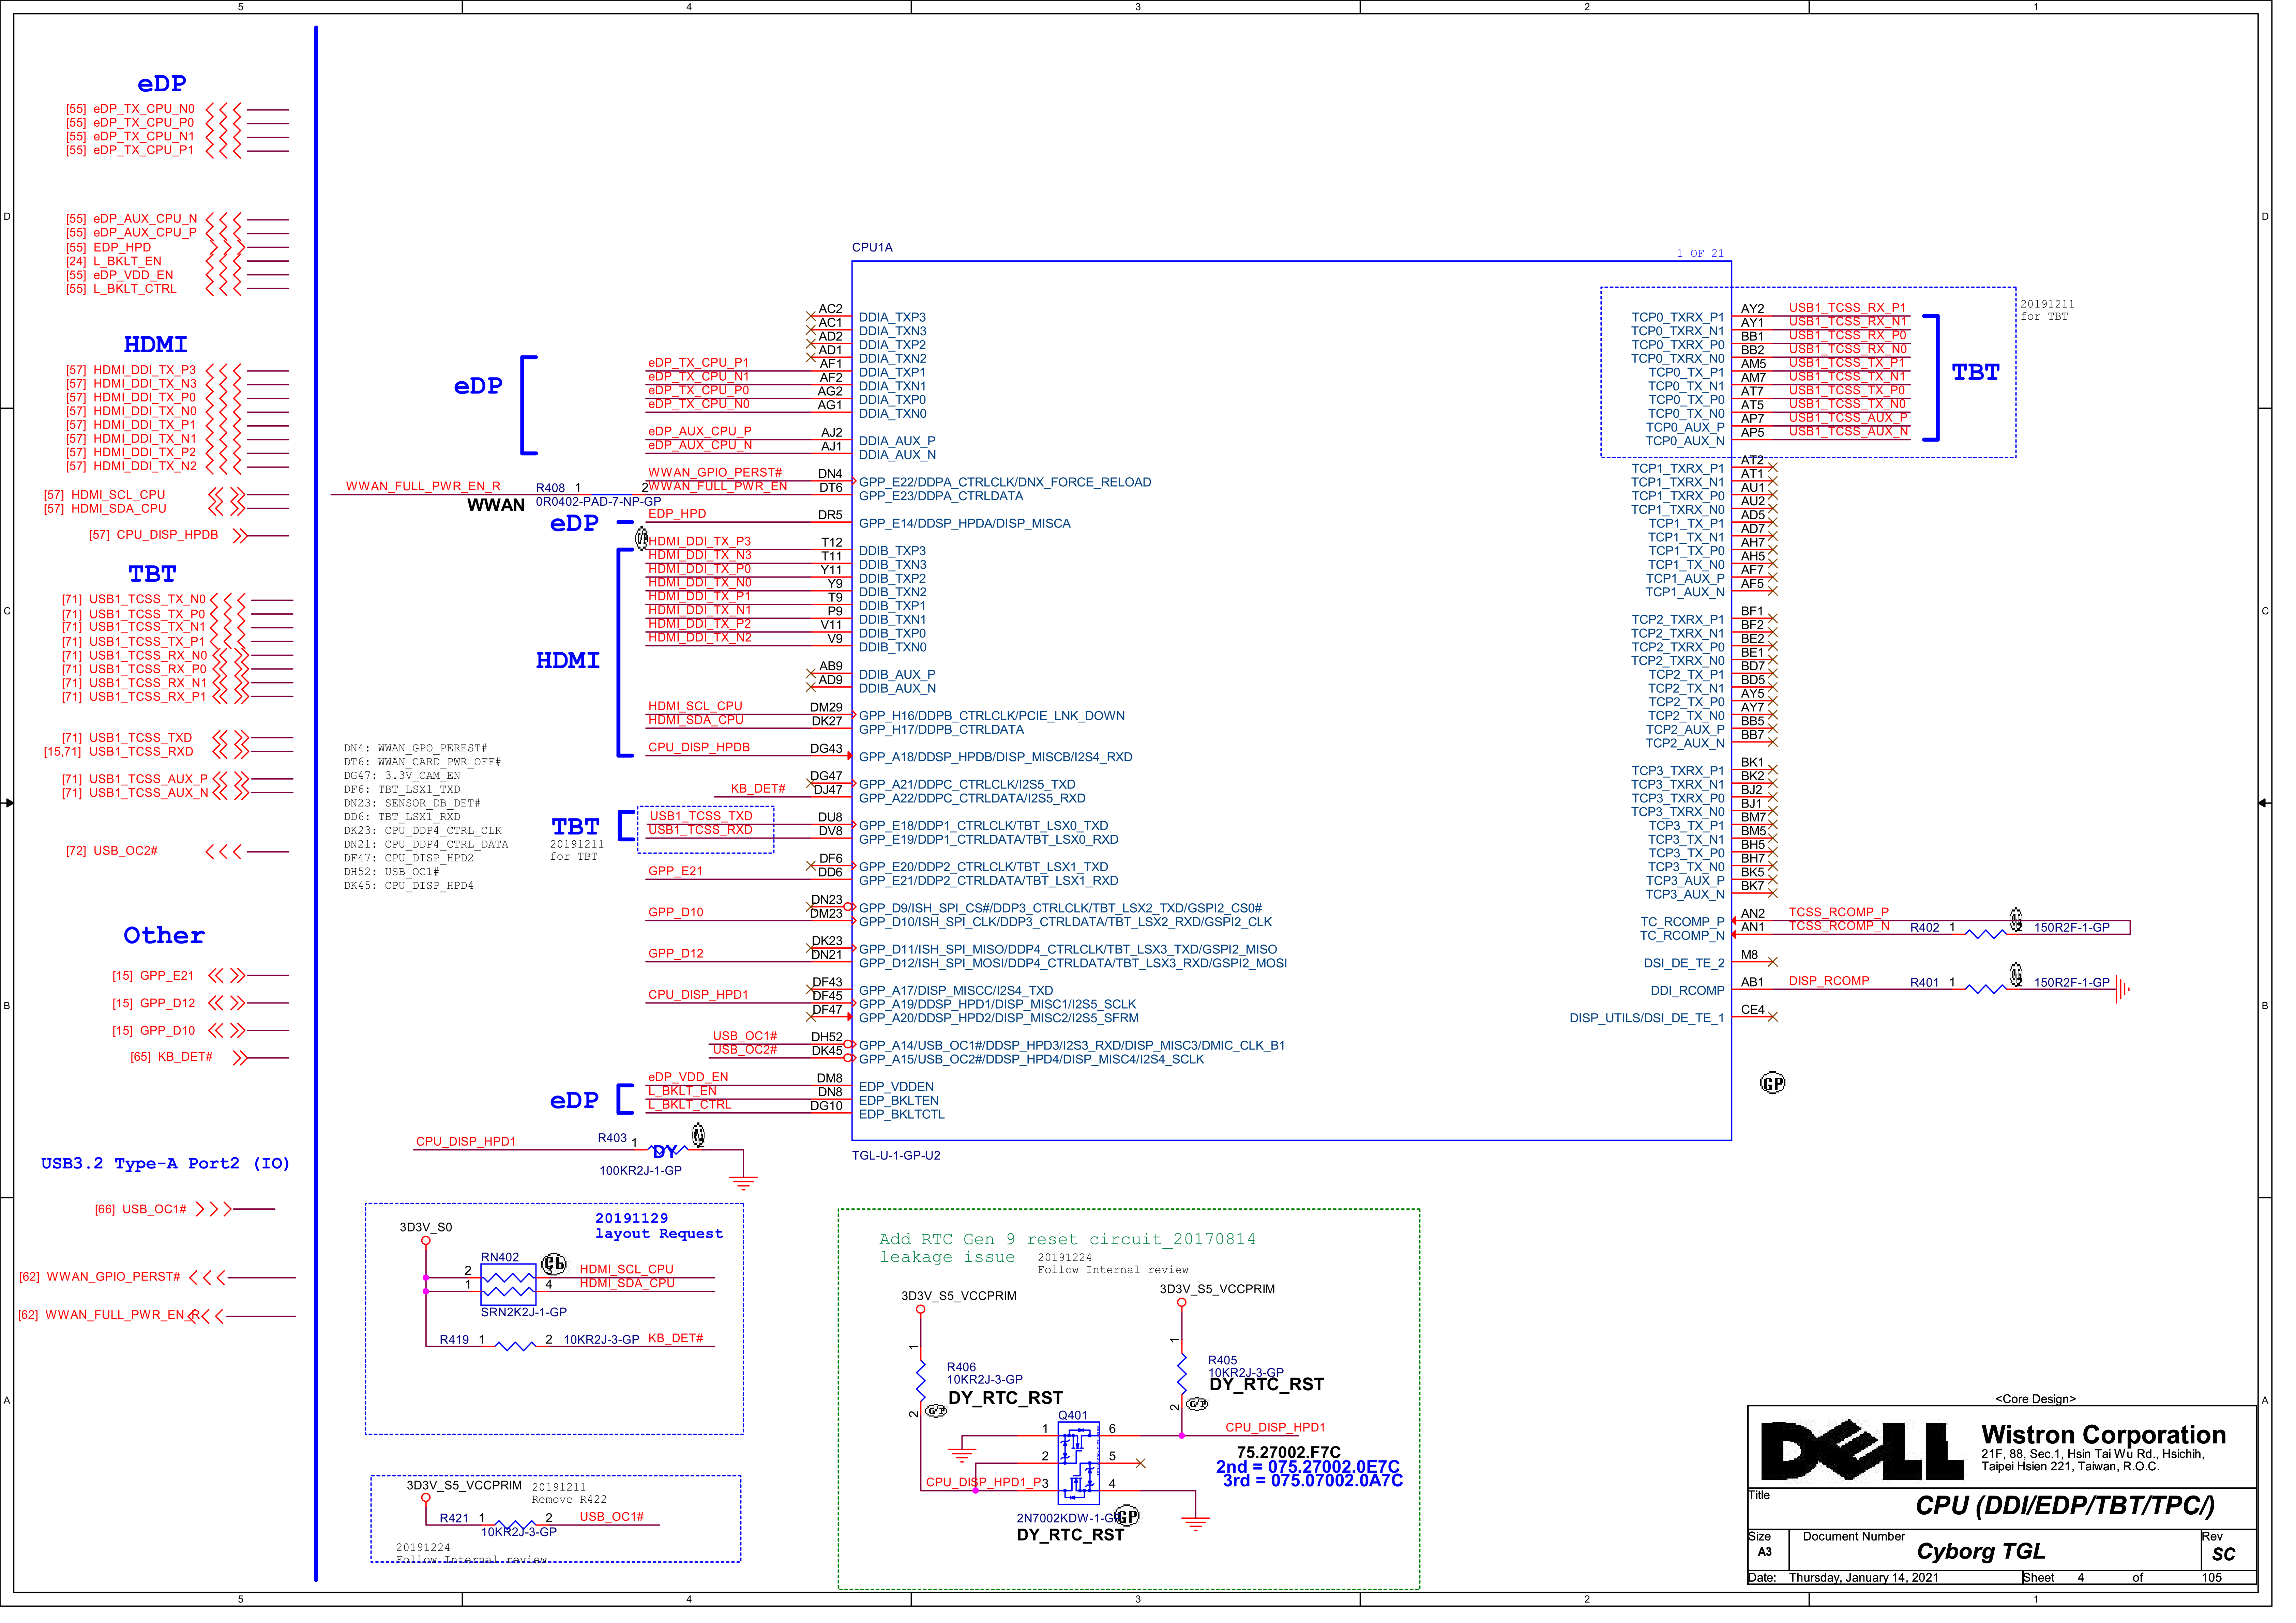 5 4 3 2 1
eDP
[55] eDP_TX_CPU_N0
[55] eDP_TX_CPU_P0
[55] eDP_TX_CPU_N1
[55] eDP_TX_CPU_P1
[55] eDP_AUX_CPU_N
[55] eDP_AUX_CPU_P
[55] EDP_HPD
[24] L_BKLT_EN
[55] eDP_VDD_EN
[55] L_BKLT_CTRL
HDMI
[57] HDMI_DDI_TX_P3
[57] HDMI_DDI_TX_N3
[57] HDMI_DDI_TX_P0
[57] HDMI_DDI_TX_N0
[57] HDMI_DDI_TX_P1
[57] HDMI_DDI_TX_N1
[57] HDMI_DDI_TX_P2
[57] HDMI_DDI_TX_N2
[57] HDMI_SCL_CPU
[57] HDMI_SDA_CPU
[57] CPU_DISP_HPDB
TBT
[71] USB1_TCSS_TX_N0
[71] USB1_TCSS_TX_P0
[71] USB1_TCSS_TX_N1
[71] USB1_TCSS_TX_P1
[71] USB1_TCSS_RX_N0
[71] USB1_TCSS_RX_P0
[71] USB1_TCSS_RX_N1
[71] USB1_TCSS_RX_P1
[71] USB1_TCSS_TXD
[15,71] USB1_TCSS_RXD
[71] USB1_TCSS_AUX_P
[71] USB1_TCSS_AUX_N
[72] USB_OC2#
Other
[15] GPP_E21
[15] GPP_D12
[15] GPP_D10
[65] KB_DET#
USB3.2 Type-A Port2 (IO)
[66] USB_OC1#
[62] WWAN_GPIO_PERST#
[62] WWAN_FULL_PWR_EN_R
CPU1A
1 OF 21
AC2 DDIA_TXP3
AC1 DDIA_TXN3
AD2 DDIA_TXP2
AD1 DDIA_TXN2
eDP
eDP_TX_CPU_P1 AF1 DDIA_TXP1
eDP_TX_CPU_N1 AF2 DDIA_TXN1
eDP_TX_CPU_P0 AG2 DDIA_TXP0
eDP_TX_CPU_N0 AG1 DDIA_TXN0
eDP_AUX_CPU_P AJ2 DDIA_AUX_P
eDP_AUX_CPU_N AJ1 DDIA_AUX_N
WWAN_GPIO_PERST# DN4 GPP_E22/DDPA_CTRLCLK/DNX_FORCE_RELOAD
WWAN_FULL_PWR_EN_R R408 1 2 WWAN_FULL_PWR_EN DT6 GPP_E23/DDPA_CTRLDATA
WWAN 0R0402-PAD-7-NP-GP
eDP EDP_HPD DR5 GPP_E14/DDSP_HPDA/DISP_MISCA
HDMI_DDI_TX_P3 T12 DDIB_TXP3
HDMI_DDI_TX_N3 T11 DDIB_TXN3
HDMI_DDI_TX_P0 Y11 DDIB_TXP2
HDMI_DDI_TX_N0 Y9 DDIB_TXN2
HDMI_DDI_TX_P1 T9 DDIB_TXP1
HDMI_DDI_TX_N1 P9 DDIB_TXN1
HDMI_DDI_TX_P2 V11 DDIB_TXP0
HDMI_DDI_TX_N2 V9 DDIB_TXN0
HDMI
AB9 DDIB_AUX_P
AD9 DDIB_AUX_N
HDMI_SCL_CPU DM29 GPP_H16/DDPB_CTRLCLK/PCIE_LNK_DOWN
HDMI_SDA_CPU DK27 GPP_H17/DDPB_CTRLDATA
CPU_DISP_HPDB DG43 GPP_A18/DDSP_HPDB/DISP_MISCB/I2S4_RXD
DG47 GPP_A21/DDPC_CTRLCLK/I2S5_TXD
KB_DET# DJ47 GPP_A22/DDPC_CTRLDATA/I2S5_RXD
TBT
20191211
for TBT
USB1_TCSS_TXD DU8 GPP_E18/DDP1_CTRLCLK/TBT_LSX0_TXD
USB1_TCSS_RXD DV8 GPP_E19/DDP1_CTRLDATA/TBT_LSX0_RXD
DF6 GPP_E20/DDP2_CTRLCLK/TBT_LSX1_TXD
GPP_E21 DD6 GPP_E21/DDP2_CTRLDATA/TBT_LSX1_RXD
DN23 GPP_D9/ISH_SPI_CS#/DDP3_CTRLCLK/TBT_LSX2_TXD/GSPI2_CS0#
GPP_D10 DM23 GPP_D10/ISH_SPI_CLK/DDP3_CTRLDATA/TBT_LSX2_RXD/GSPI2_CLK
DK23 GPP_D11/ISH_SPI_MISO/DDP4_CTRLCLK/TBT_LSX3_TXD/GSPI2_MISO
GPP_D12 DN21 GPP_D12/ISH_SPI_MOSI/DDP4_CTRLDATA/TBT_LSX3_RXD/GSPI2_MOSI
DF43 GPP_A17/DISP_MISCC/I2S4_TXD
CPU_DISP_HPD1 DF45 GPP_A19/DDSP_HPD1/DISP_MISC1/I2S5_SCLK
DF47 GPP_A20/DDSP_HPD2/DISP_MISC2/I2S5_SFRM
USB_OC1# DH52 GPP_A14/USB_OC1#/DDSP_HPD3/I2S3_RXD/DISP_MISC3/DMIC_CLK_B1
USB_OC2# DK45 GPP_A15/USB_OC2#/DDSP_HPD4/DISP_MISC4/I2S4_SCLK
eDP
eDP_VDD_EN DM8 EDP_VDDEN
L_BKLT_EN DN8 EDP_BKLTEN
L_BKLT_CTRL DG10 EDP_BKLTCTL
TGL-U-1-GP-U2
DN4: WWAN_GPO_PEREST#
DT6: WWAN_CARD_PWR_OFF#
DG47: 3.3V_CAM_EN
DF6: TBT_LSX1_TXD
DN23: SENSOR_DB_DET#
DD6: TBT_LSX1_RXD
DK23: CPU_DDP4_CTRL_CLK
DN21: CPU_DDP4_CTRL_DATA
DF47: CPU_DISP_HPD2
DH52: USB_OC1#
DK45: CPU_DISP_HPD4
TCP0_TXRX_P1 AY2 USB1_TCSS_RX_P1
TCP0_TXRX_N1 AY1 USB1_TCSS_RX_N1
TCP0_TXRX_P0 BB1 USB1_TCSS_RX_P0
TCP0_TXRX_N0 BB2 USB1_TCSS_RX_N0
TCP0_TX_P1 AM5 USB1_TCSS_TX_P1
TCP0_TX_N1 AM7 USB1_TCSS_TX_N1
TCP0_TX_P0 AT7 USB1_TCSS_TX_P0
TCP0_TX_N0 AT5 USB1_TCSS_TX_N0
TCP0_AUX_P AP7 USB1_TCSS_AUX_P
TCP0_AUX_N AP5 USB1_TCSS_AUX_N
TBT
20191211
for TBT
TCP1_TXRX_P1 AT2
TCP1_TXRX_N1 AT1
TCP1_TXRX_P0 AU1
TCP1_TXRX_N0 AU2
TCP1_TX_P1 AD5
TCP1_TX_N1 AD7
TCP1_TX_P0 AH7
TCP1_TX_N0 AH5
TCP1_AUX_P AF7
TCP1_AUX_N AF5
TCP2_TXRX_P1 BF1
TCP2_TXRX_N1 BF2
TCP2_TXRX_P0 BE2
TCP2_TXRX_N0 BE1
TCP2_TX_P1 BD7
TCP2_TX_N1 BD5
TCP2_TX_P0 AY5
TCP2_TX_N0 AY7
TCP2_AUX_P BB5
TCP2_AUX_N BB7
TCP3_TXRX_P1 BK1
TCP3_TXRX_N1 BK2
TCP3_TXRX_P0 BJ2
TCP3_TXRX_N0 BJ1
TCP3_TX_P1 BM7
TCP3_TX_N1 BM5
TCP3_TX_P0 BH5
TCP3_TX_N0 BH7
TCP3_AUX_P BK5
TCP3_AUX_N BK7
TC_RCOMP_P AN2 TCSS_RCOMP_P
TC_RCOMP_N AN1 TCSS_RCOMP_N R402 1 2 150R2F-1-GP
DSI_DE_TE_2 M8
DDI_RCOMP AB1 DISP_RCOMP R401 1 2 150R2F-1-GP
DISP_UTILS/DSI_DE_TE_1 CE4
GP
CPU_DISP_HPD1 R403 1 DY 2
100KR2J-1-GP
20191129
layout Request
3D3V_S0
RN402
2 HDMI_SCL_CPU
1 4 HDMI_SDA_CPU
SRN2K2J-1-GP
R419 1 2 10KR2J-3-GP KB_DET#
3D3V_S5_VCCPRIM 20191211
Remove R422
R421 1 2 USB_OC1#
10KR2J-3-GP
20191224
Follow Internal review
Add RTC Gen 9 reset circuit_20170814
leakage issue
20191224
Follow Internal review
3D3V_S5_VCCPRIM
3D3V_S5_VCCPRIM
1 R406 2
10KR2J-3-GP
DY_RTC_RST
1 R405 2
10KR2J-3-GP
DY_RTC_RST
Q401
1 6 CPU_DISP_HPD1
2 5
CPU_DISP_HPD1_P 3 4
75.27002.F7C
2nd = 075.27002.0E7C
3rd = 075.07002.0A7C
2N7002KDW-1-GP
DY_RTC_RST
<Core Design>
DELL
Wistron Corporation
21F, 88, Sec.1, Hsin Tai Wu Rd., Hsichih,
Taipei Hsien 221, Taiwan, R.O.C.
Title
CPU (DDI/EDP/TBT/TPC/)
Size Document Number Rev
A3 Cyborg TGL SC
Date: Thursday, January 14, 2021 Sheet 4 of 105
D C B A
D C B A
5 4 3 2 1